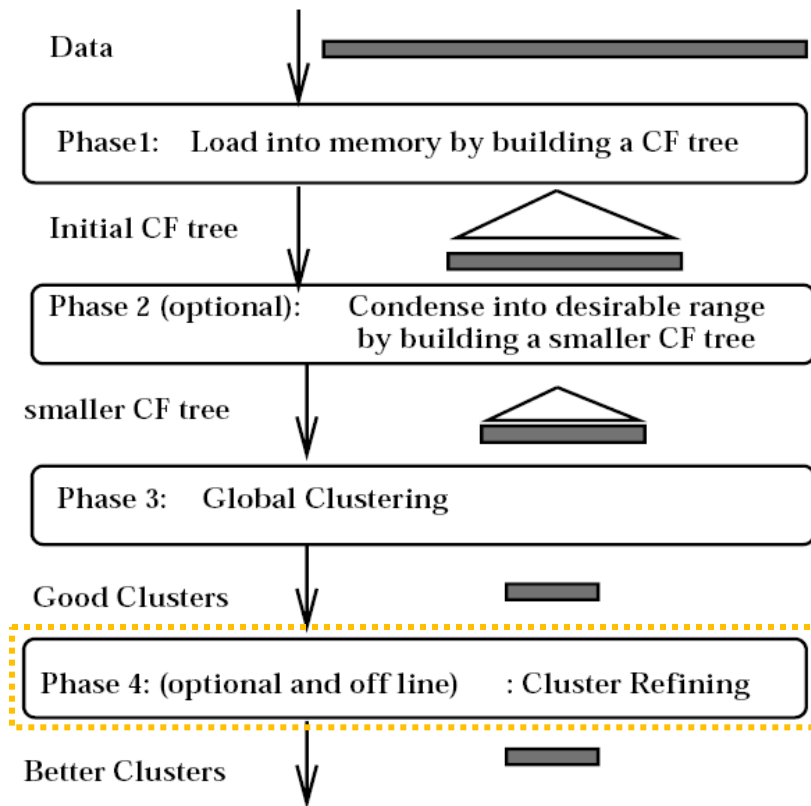 Data
Phase1: Load into memory by building a CF tree
Initial CF tree
Phase 2 (optional): Condense into desirable range
by building a smaller CF tree
smaller CF tree
Phase 3: Global Clustering
Good Clusters
Phase 4: (optional and off line) : Cluster Refining
Better Clusters